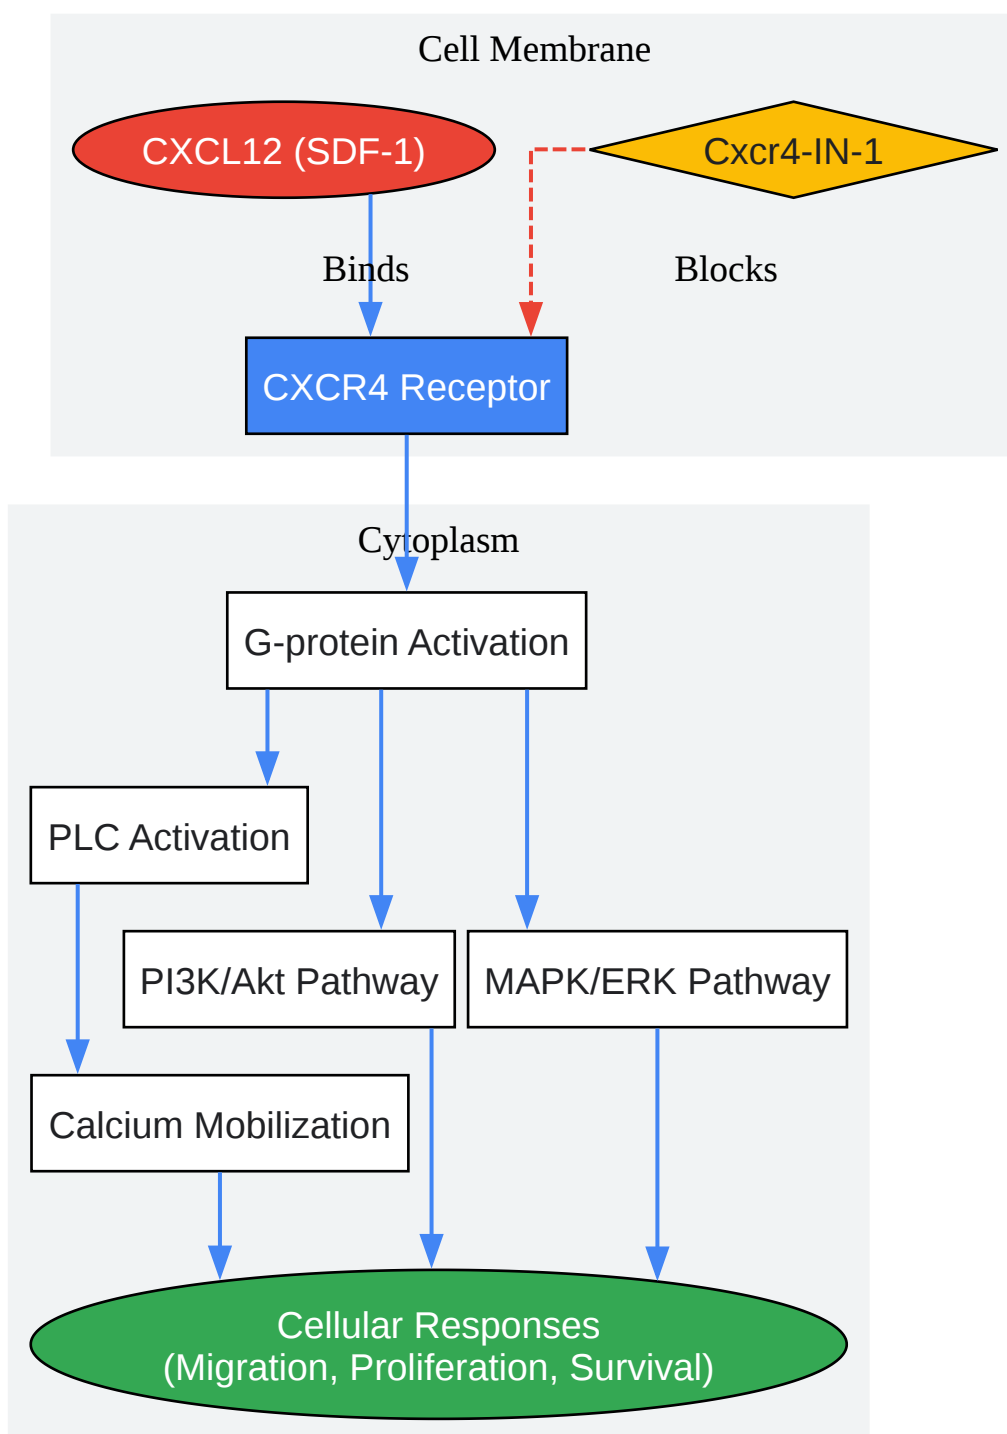 Cell Membrane
CXCL12 (SDF-1)
Cxcr4-IN-1
Binds
Blocks
CXCR4 Receptor
Cytoplasm
G-protein Activation
PLC Activation
PI3K/Akt Pathway
MAPK/ERK Pathway
Calcium Mobilization
Cellular Responses
(Migration, Proliferation, Survival)